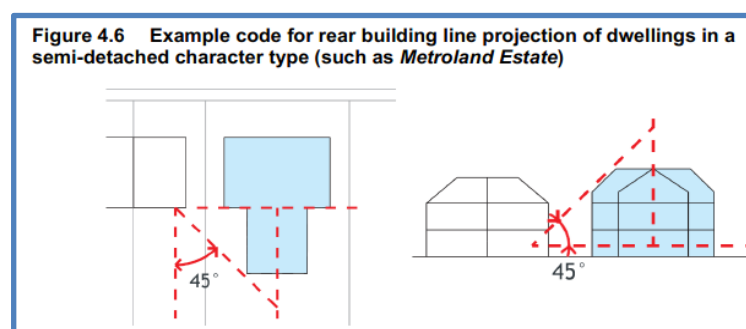 Figure 4.6 Example code for rear building line projection of dwellings in a
semi-detached character type (such as Metroland Estate)
45°
45°